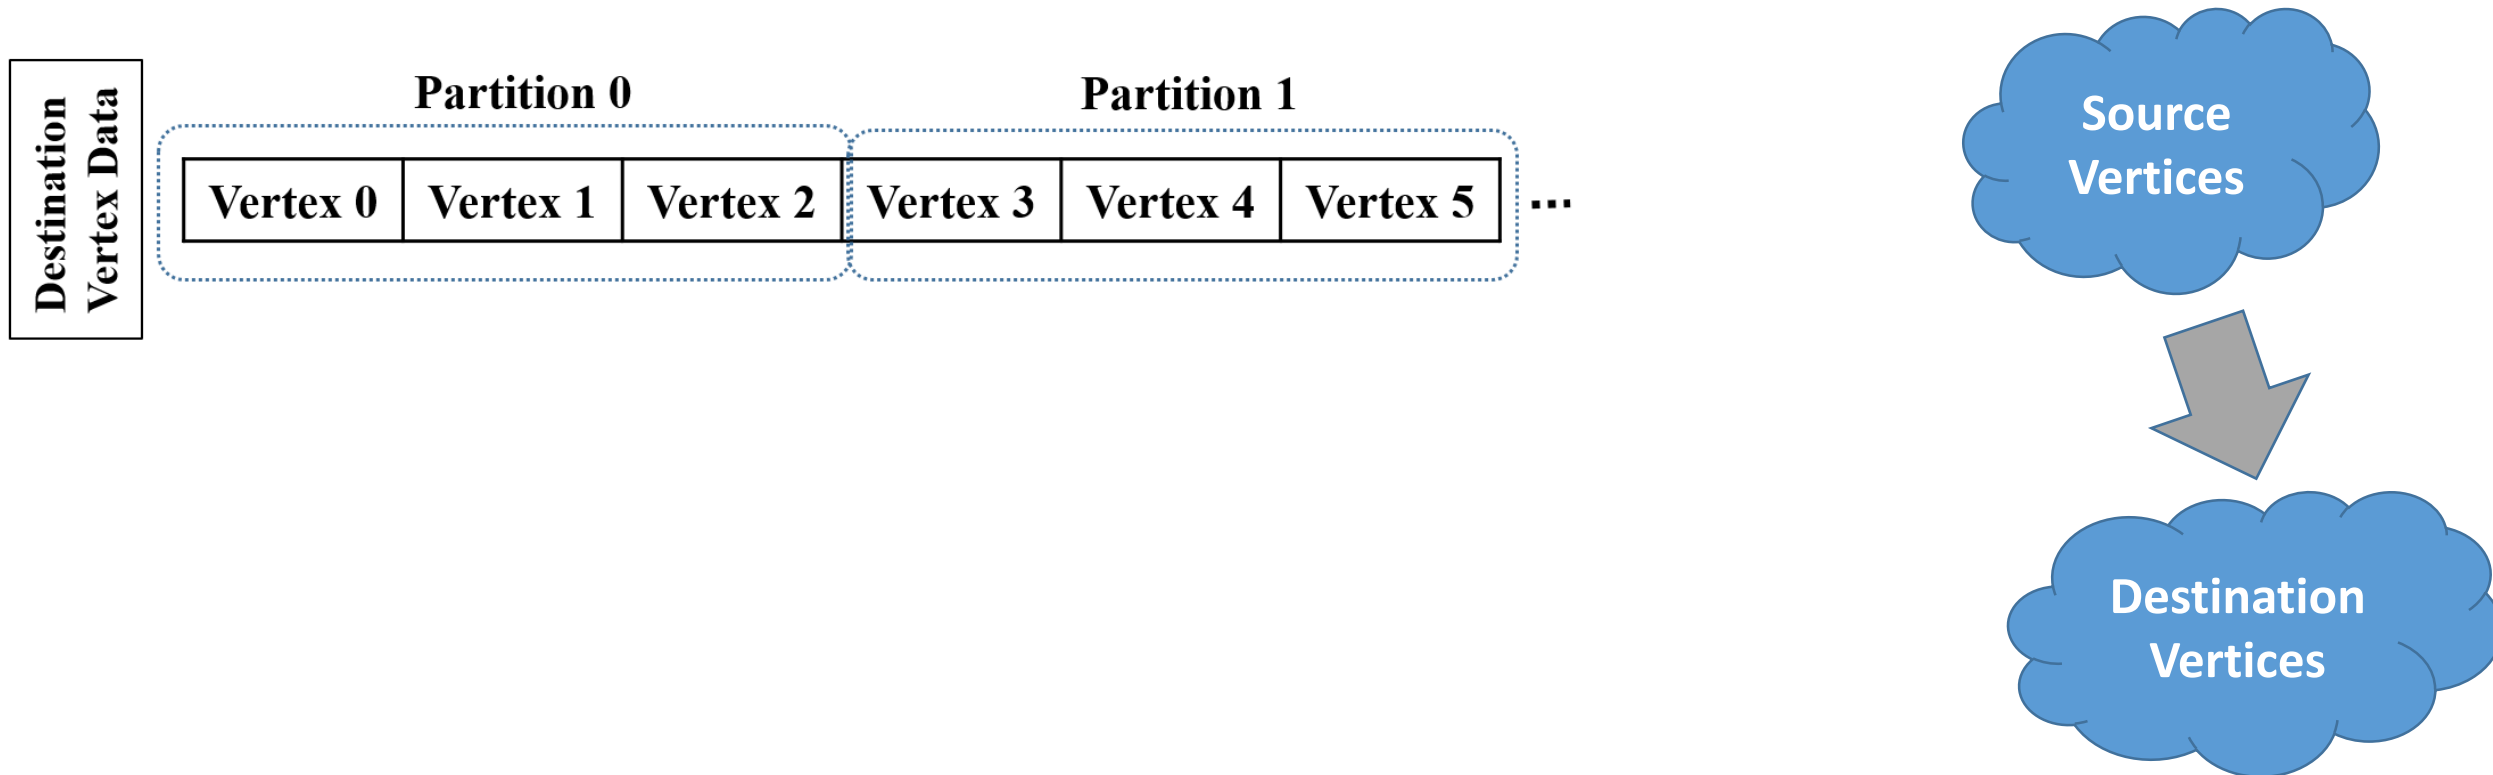 Destination
Vertex Data
Partition 0
Partition 1
Vertex 0 Vertex 1 Vertex 2 Vertex 3 Vertex 4 Vertex 5 ...
Source
Vertices
Destination
Vertices